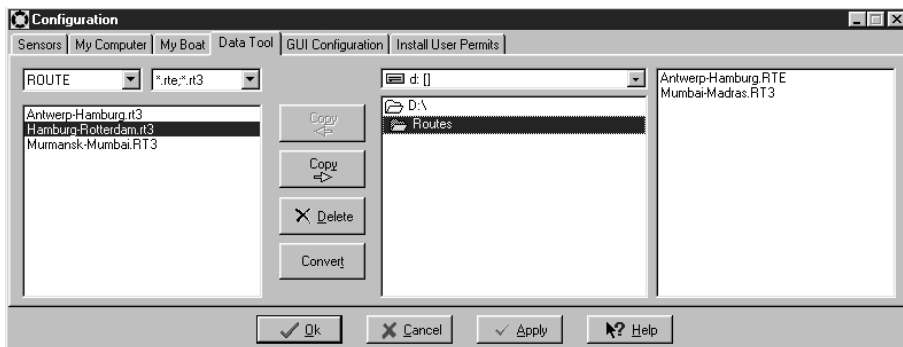 Configuration
Sensors My Computer My Boat Data Tool GUI Configuration Install User Permits
ROUTE *.rte;*.rt3 d: []
Antwerp-Hamburg.rt3
Hamburg-Rotterdam.rt3
Murmansk-Mumbai.RT3
Copy
Copy
Delete
Convert
D:\
Routes
Antwerp-Hamburg.RTE
Mumbai-Madras.RT3
Ok Cancel Apply Help